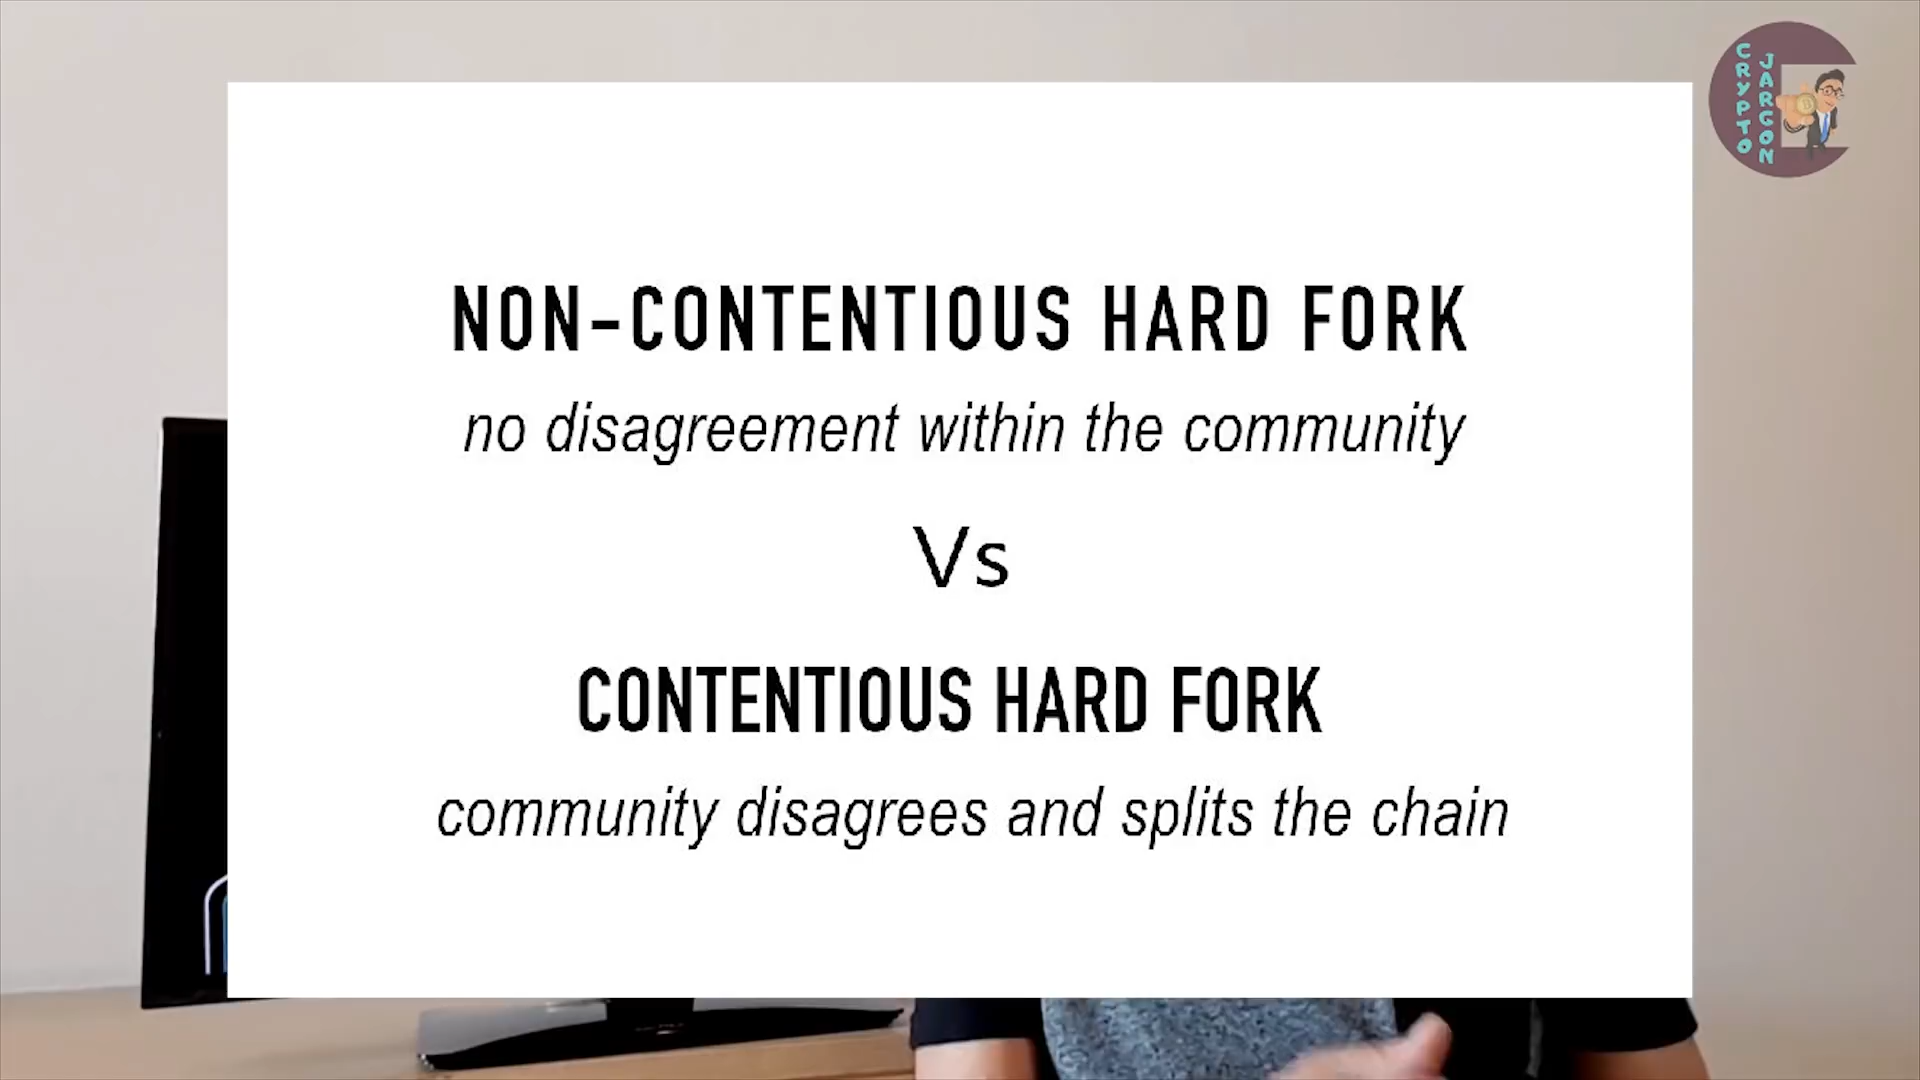 CRYPTO
JARGON
NON-CONTENTIOUS HARD FORK
no disagreement within the community
Vs
CONTENTIOUS HARD FORK
community disagrees and splits the chain